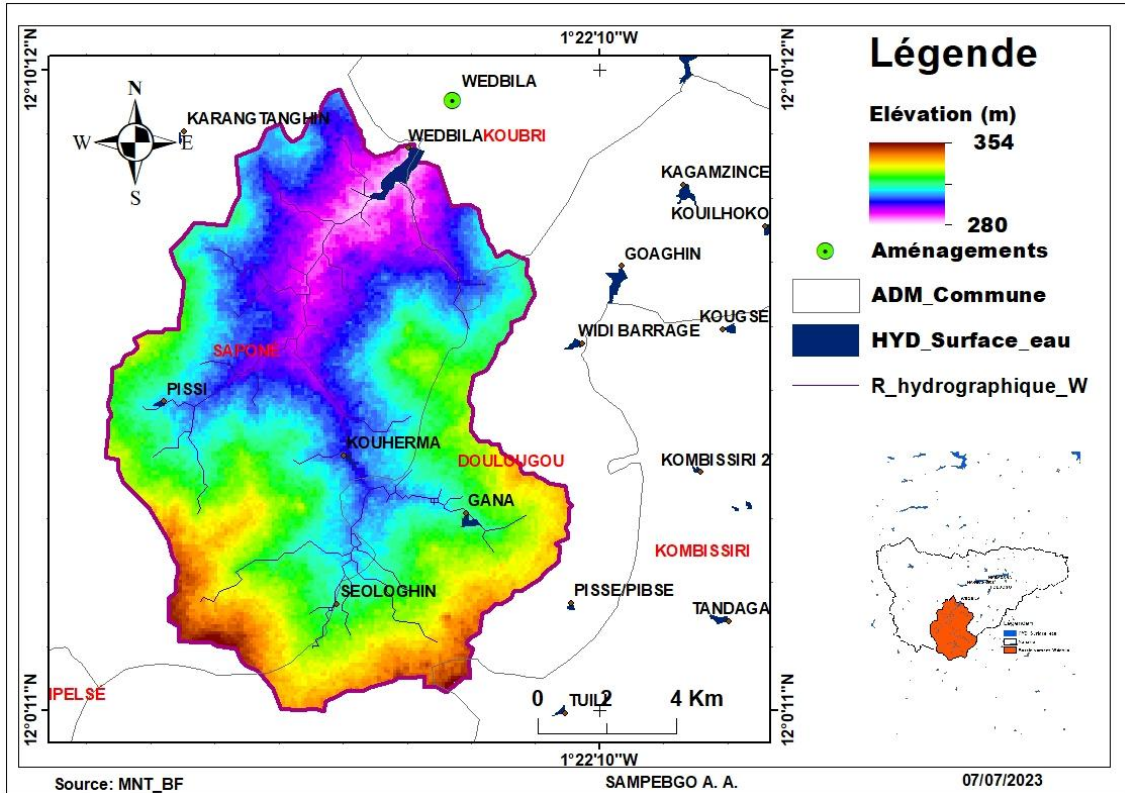 1°22'10"W
12°10'12"N
12°10'12"N
N
W
E
S
WEDBILA
KARANGTANGHIN
WEDBILA
KOUBRI
KAGAMZINCE
KOUILHOKO
GOAGHIN
KOUGSE
WIDI BARRAGE
SAPONE
PISSI
KOUHERMA
DOULOUGOU
KOMBISSIRI 2
GANA
KOMBISSIRI
SEOLOGHIN
PISSE/PIBSE
TANDAGA
IPELSE
TUILI
0 2 4 Km
12°0'11"N
12°0'11"N
1°22'10"W
Légende
Elévation (m)
354
280
Aménagements
ADM_Commune
HYD_Surface_eau
R_hydrographique_W
Source: MNT_BF
SAMPEBGO A. A.
07/07/2023